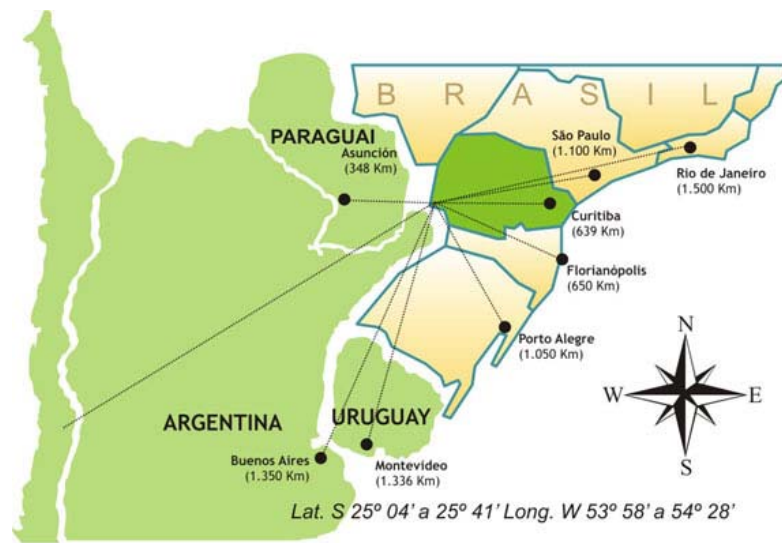 BRASIL
PARAGUAI
Asunción
(348 Km)
São Paulo
(1.100 Km)
Rio de Janeiro
(1.500 Km)
Curitiba
(639 Km)
Florianópolis
(650 Km)
Porto Alegre
(1.050 Km)
N
W
E
S
ARGENTINA
URUGUAY
Buenos Aires
(1.350 Km)
Montevideo
(1.336 Km)
Lat. S 25º 04’ a 25º 41’ Long. W 53º 58’ a 54º 28’